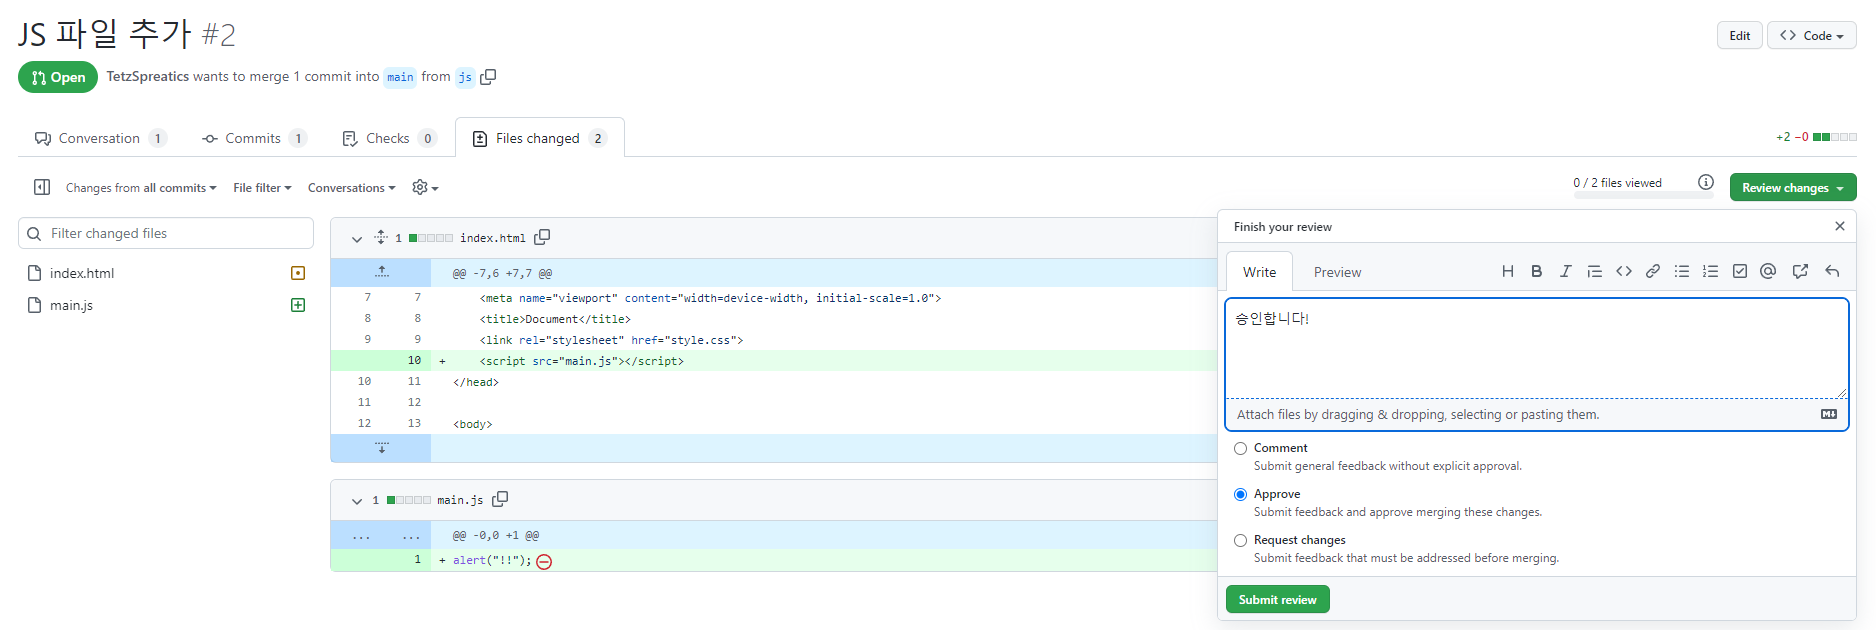 JS 파일 추가 #2
Edit
<> Code
Open
TetzSpreatics wants to merge 1 commit into main from js
Conversation 1
Commits 1
Checks 0
Files changed 2
+2 −0
Changes from all commits
File filter
Conversations
0 / 2 files viewed
Review changes
Filter changed files
index.html
main.js
1 index.html
@@ -7,6 +7,7 @@
7 7 <meta name="viewport" content="width=device-width, initial-scale=1.0">
8 8 <title>Document</title>
9 9 <link rel="stylesheet" href="style.css">
10 + <script src="main.js"></script>
10 11 </head>
11 12
12 13 <body>
1 main.js
... ... @@ -0,0 +1 @@
1 + alert("!!");
Finish your review
Write
Preview
승인합니다!
Attach files by dragging & dropping, selecting or pasting them.
Comment
Submit general feedback without explicit approval.
Approve
Submit feedback and approve merging these changes.
Request changes
Submit feedback that must be addressed before merging.
Submit review